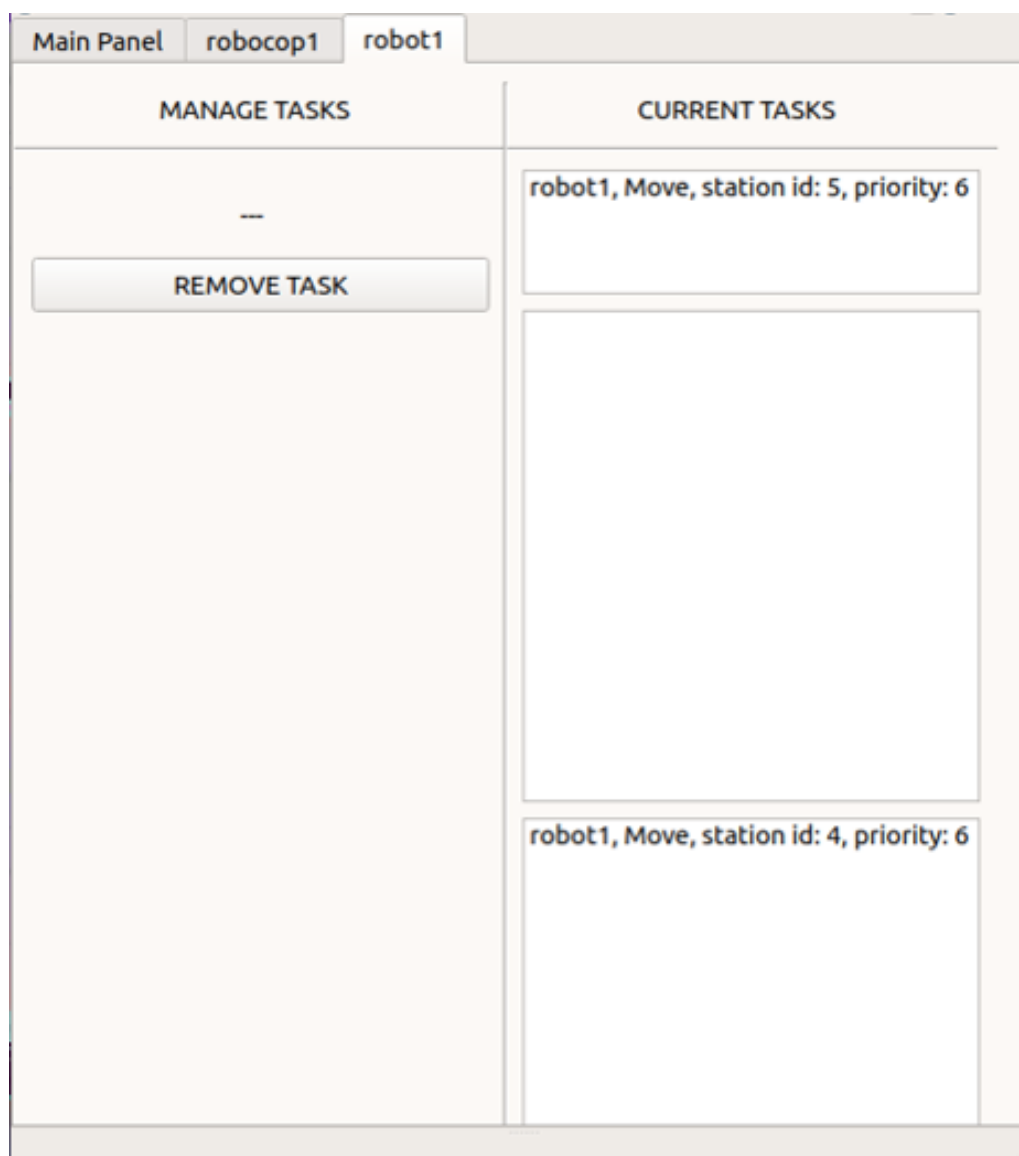 Main Panel robocop1 robot1
MANAGE TASKS
CURRENT TASKS
---
REMOVE TASK
robot1, Move, station id: 5, priority: 6
robot1, Move, station id: 4, priority: 6